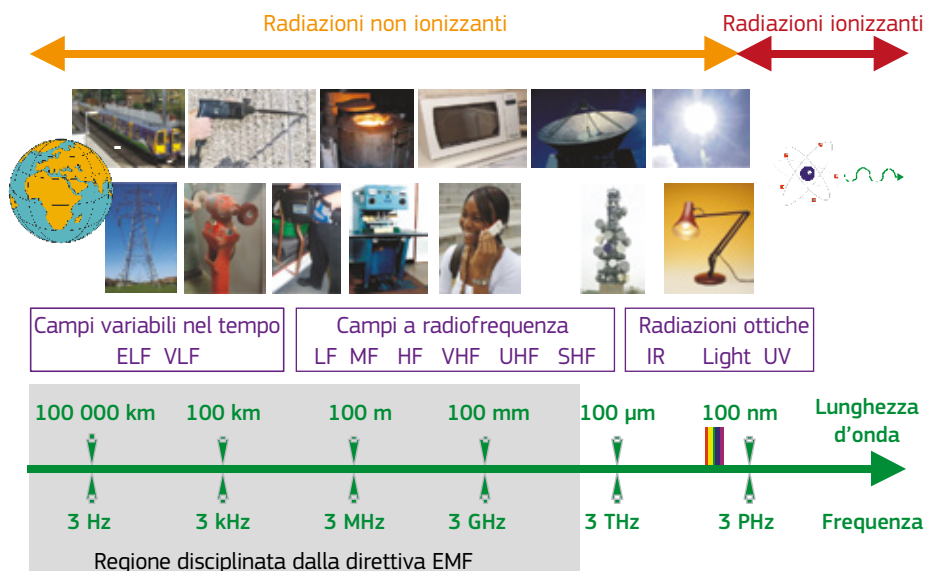 Radiazioni non ionizzanti
Radiazioni ionizzanti
Campi variabili nel tempo
ELF VLF
Campi a radiofrequenza
LF MF HF VHF UHF SHF
Radiazioni ottiche
IR Light UV
100 000 km 100 km 100 m 100 mm 100 µm 100 nm
Lunghezza
d'onda
3 Hz 3 kHz 3 MHz 3 GHz 3 THz 3 PHz Frequenza
Regione disciplinata dalla direttiva EMF